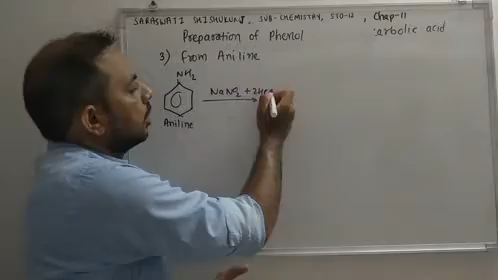 SARASWATI SHISHUKUNJ, SUB-CHEMISTRY, STD-12, Chap-11
Preparation of Phenol
carbolic acid
3) From Aniline
NH₂
NaNO₂ + 2HCl
Aniline